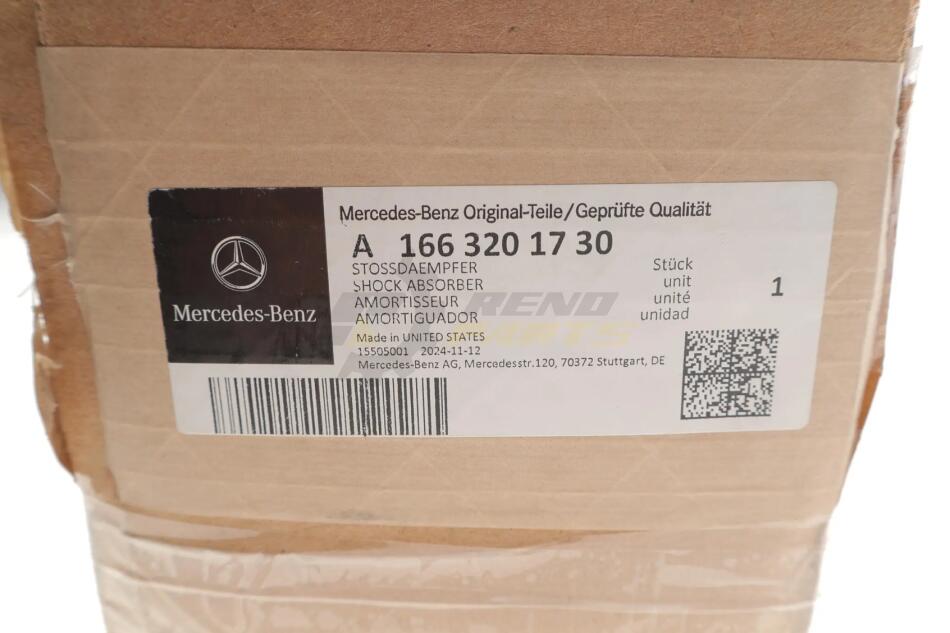 Mercedes-Benz Original-Teile/Geprüfte Qualität
A 166 320 17 30
STOSSDAEMPFER
SHOCK ABSORBER
AMORTISSEUR
AMORTIGUADOR
Stück
unit
unité
unidad
1
Made in UNITED STATES
15505001 2024-11-12
Mercedes-Benz AG, Mercedesstr.120, 70372 Stuttgart, DE
Mercedes-Benz
RENO
PARTS